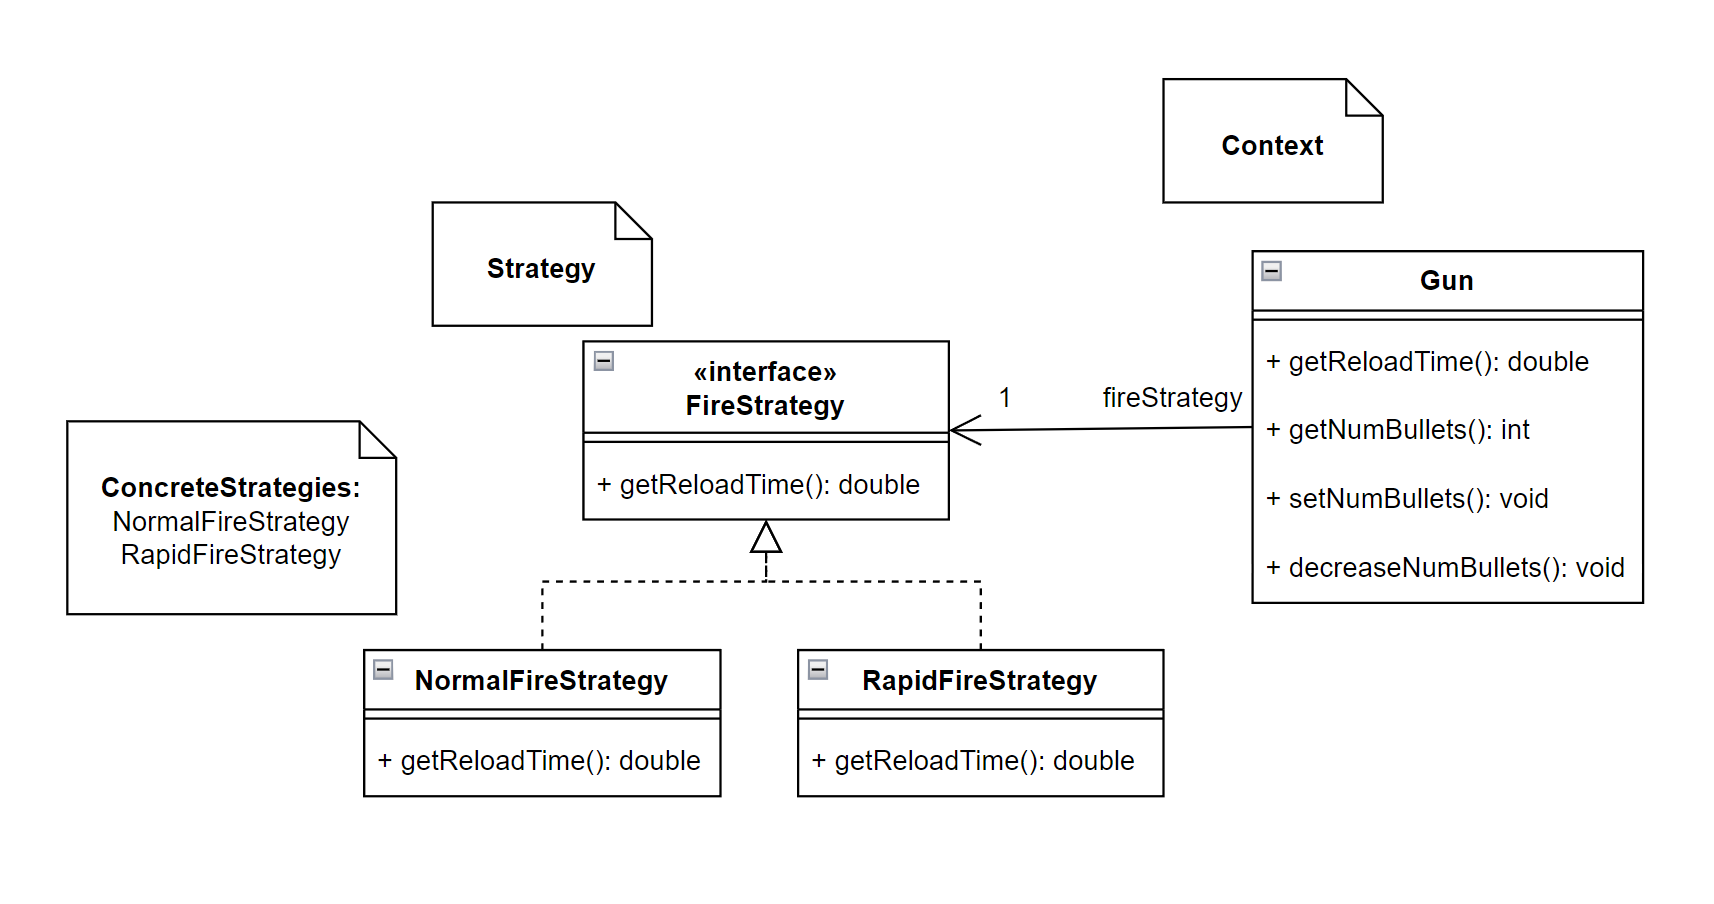 Context
Strategy
Gun
+ getReloadTime(): double
+ getNumBullets(): int
+ setNumBullets(): void
+ decreaseNumBullets(): void
1
fireStrategy
«interface»
FireStrategy
+ getReloadTime(): double
ConcreteStrategies:
NormalFireStrategy
RapidFireStrategy
NormalFireStrategy
+ getReloadTime(): double
RapidFireStrategy
+ getReloadTime(): double